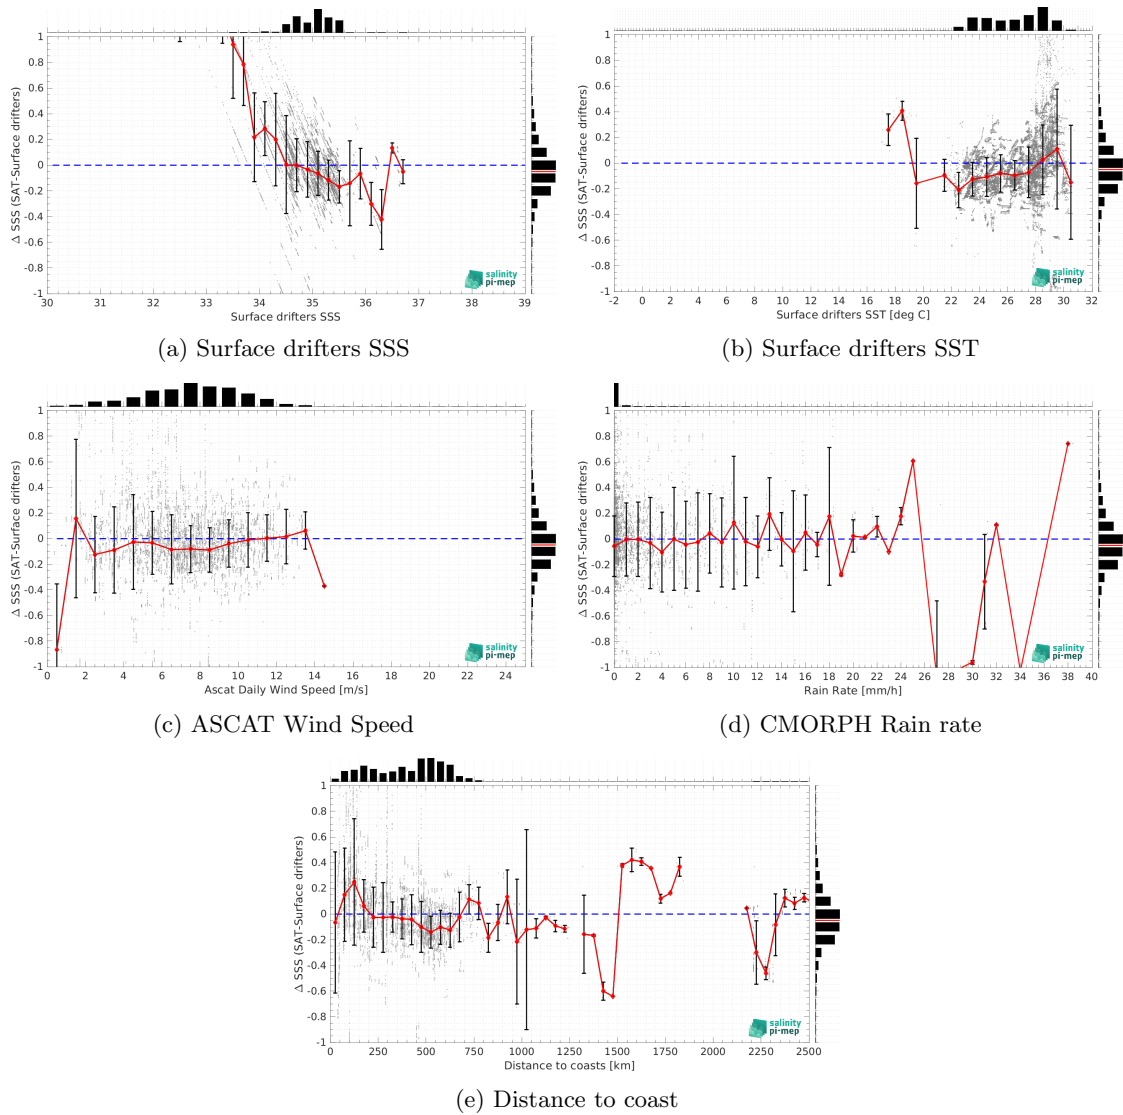 1
0.8
0.6
0.4
0.2
0
-0.2
-0.4
-0.6
-0.8
-1
Δ SSS (SAT-Surface drifters)
30 31 32 33 34 35 36 37 38 39
Surface drifters SSS
salinity
pi-mep
(a) Surface drifters SSS
1
0.8
0.6
0.4
0.2
0
-0.2
-0.4
-0.6
-0.8
-1
Δ SSS (SAT-Surface drifters)
-2 0 2 4 6 8 10 12 14 16 18 20 22 24 26 28 30 32
Surface drifters SST [deg C]
salinity
pi-mep
(b) Surface drifters SST
1
0.8
0.6
0.4
0.2
0
-0.2
-0.4
-0.6
-0.8
-1
Δ SSS (SAT-Surface drifters)
0 2 4 6 8 10 12 14 16 18 20 22 24
Ascat Daily Wind Speed [m/s]
salinity
pi-mep
(c) ASCAT Wind Speed
1
0.8
0.6
0.4
0.2
0
-0.2
-0.4
-0.6
-0.8
-1
Δ SSS (SAT-Surface drifters)
0 2 4 6 8 10 12 14 16 18 20 22 24 26 28 30 32 34 36 38 40
Rain Rate [mm/h]
salinity
pi-mep
(d) CMORPH Rain rate
1
0.8
0.6
0.4
0.2
0
-0.2
-0.4
-0.6
-0.8
-1
Δ SSS (SAT-Surface drifters)
0 250 500 750 1000 1250 1500 1750 2000 2250 2500
Distance to coasts [km]
salinity
pi-mep
(e) Distance to coast